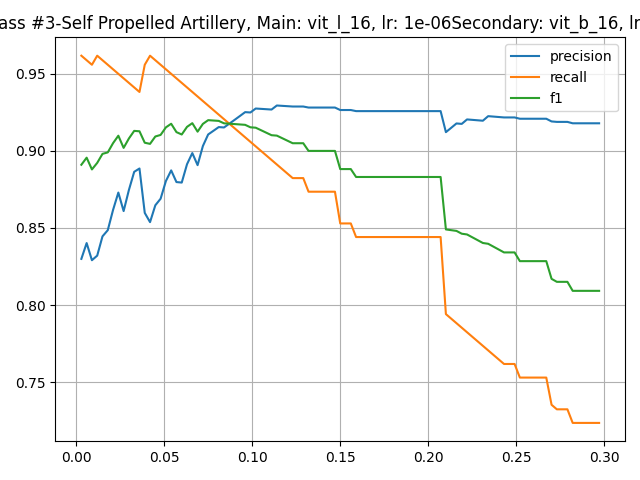 ass #3-Self Propelled Artillery, Main: vit_l_16, lr: 1e-06Secondary: vit_b_16, lr
precision
recall
f1
0.95
0.90
0.85
0.80
0.75
0.00 0.05 0.10 0.15 0.20 0.25 0.30